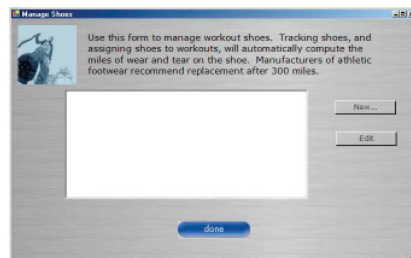 Manage Shoes
Use this form to manage workout shoes. Tracking shoes, and
assigning shoes to workouts, will automatically compute the
miles of wear and tear on the shoe. Manufacturers of athletic
footwear recommend replacement after 300 miles.
New...
Edit
done